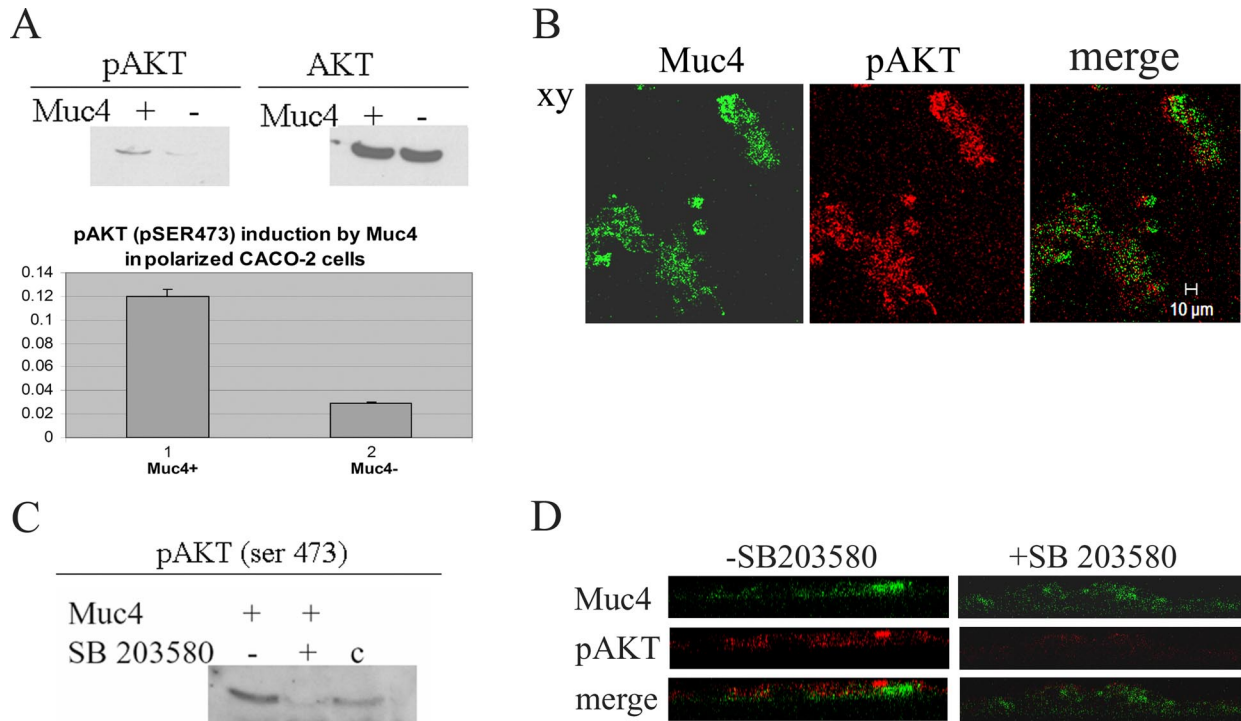 A
pAKT AKT
Muc4 + - Muc4 + -
pAKT (pSER473) induction by Muc4
in polarized CACO-2 cells
0.14
0.12
0.1
0.08
0.06
0.04
0.02
0
1 2
Muc4+ Muc4-
B
Muc4 pAKT merge
xy
10 µm
C
pAKT (ser 473)
Muc4 + +
SB 203580 - + c
D
-SB203580 +SB 203580
Muc4
pAKT
merge